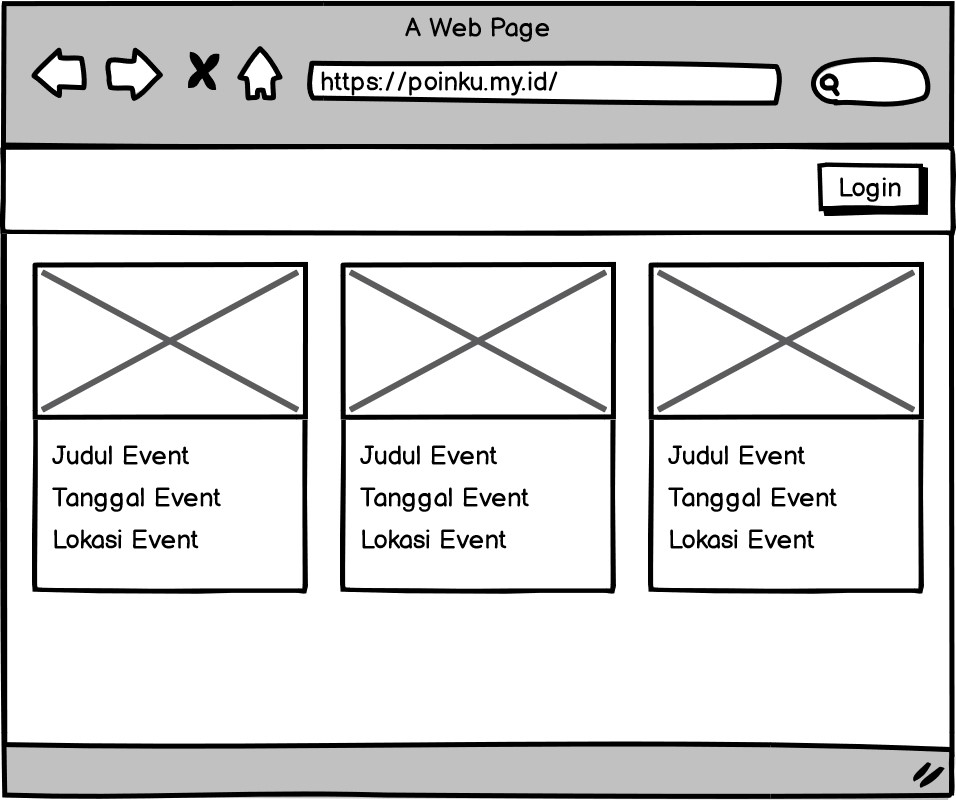 A Web Page
https://poinku.my.id/
Login
Judul Event
Tanggal Event
Lokasi Event
Judul Event
Tanggal Event
Lokasi Event
Judul Event
Tanggal Event
Lokasi Event